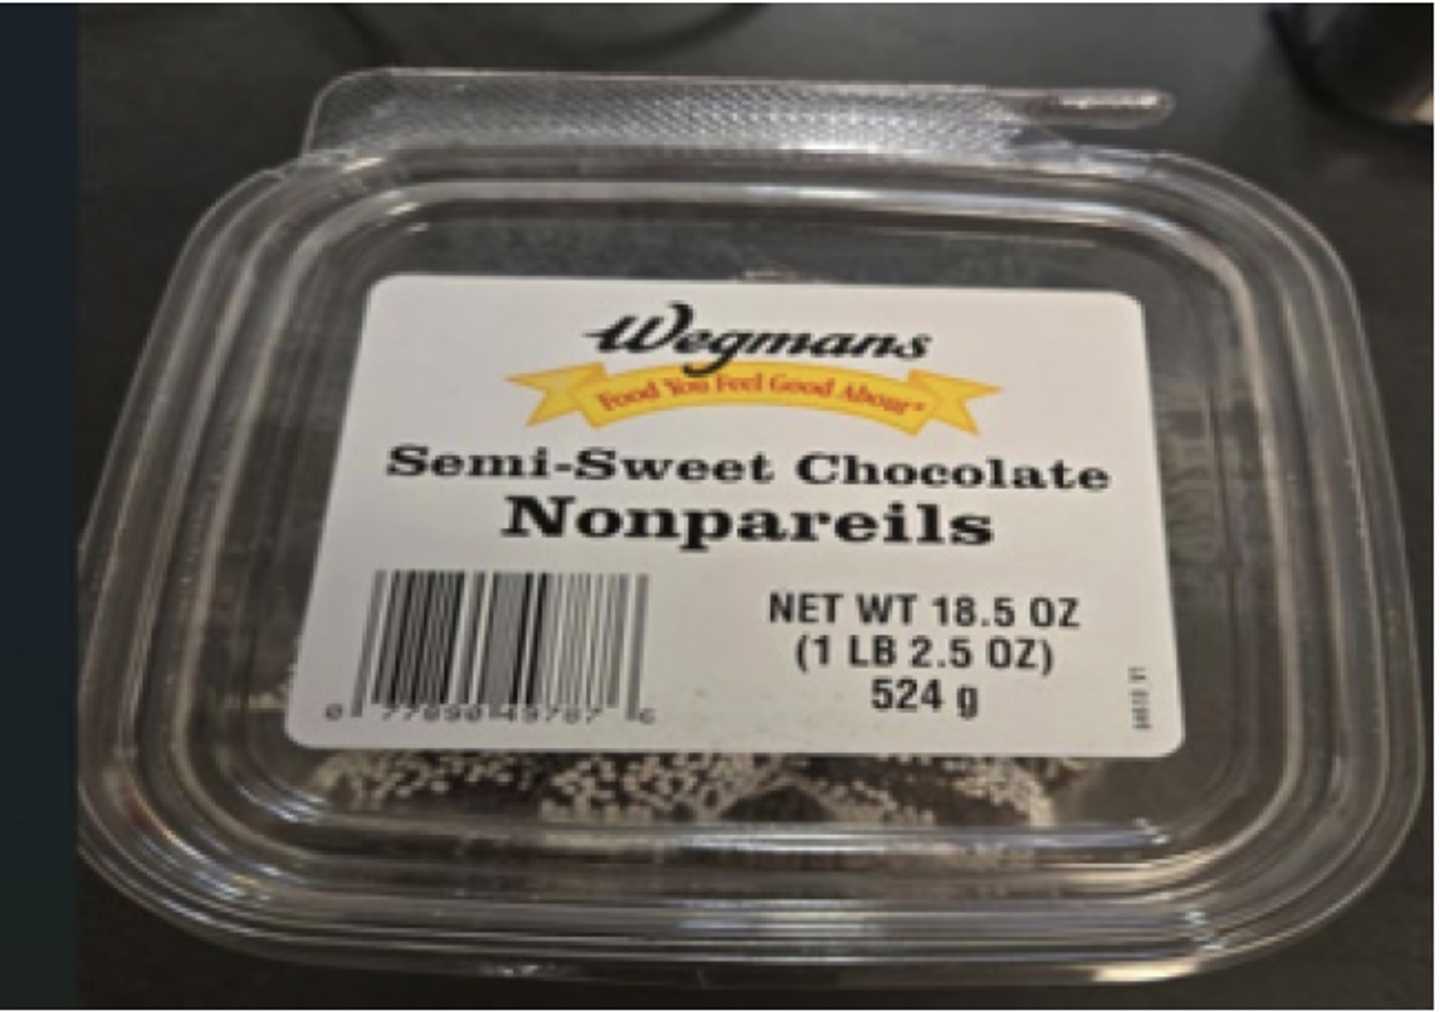 Wegmans
Food You Feel Good About
Semi-Sweet Chocolate
Nonpareils
NET WT 18.5 OZ
(1 LB 2.5 OZ)
524 g